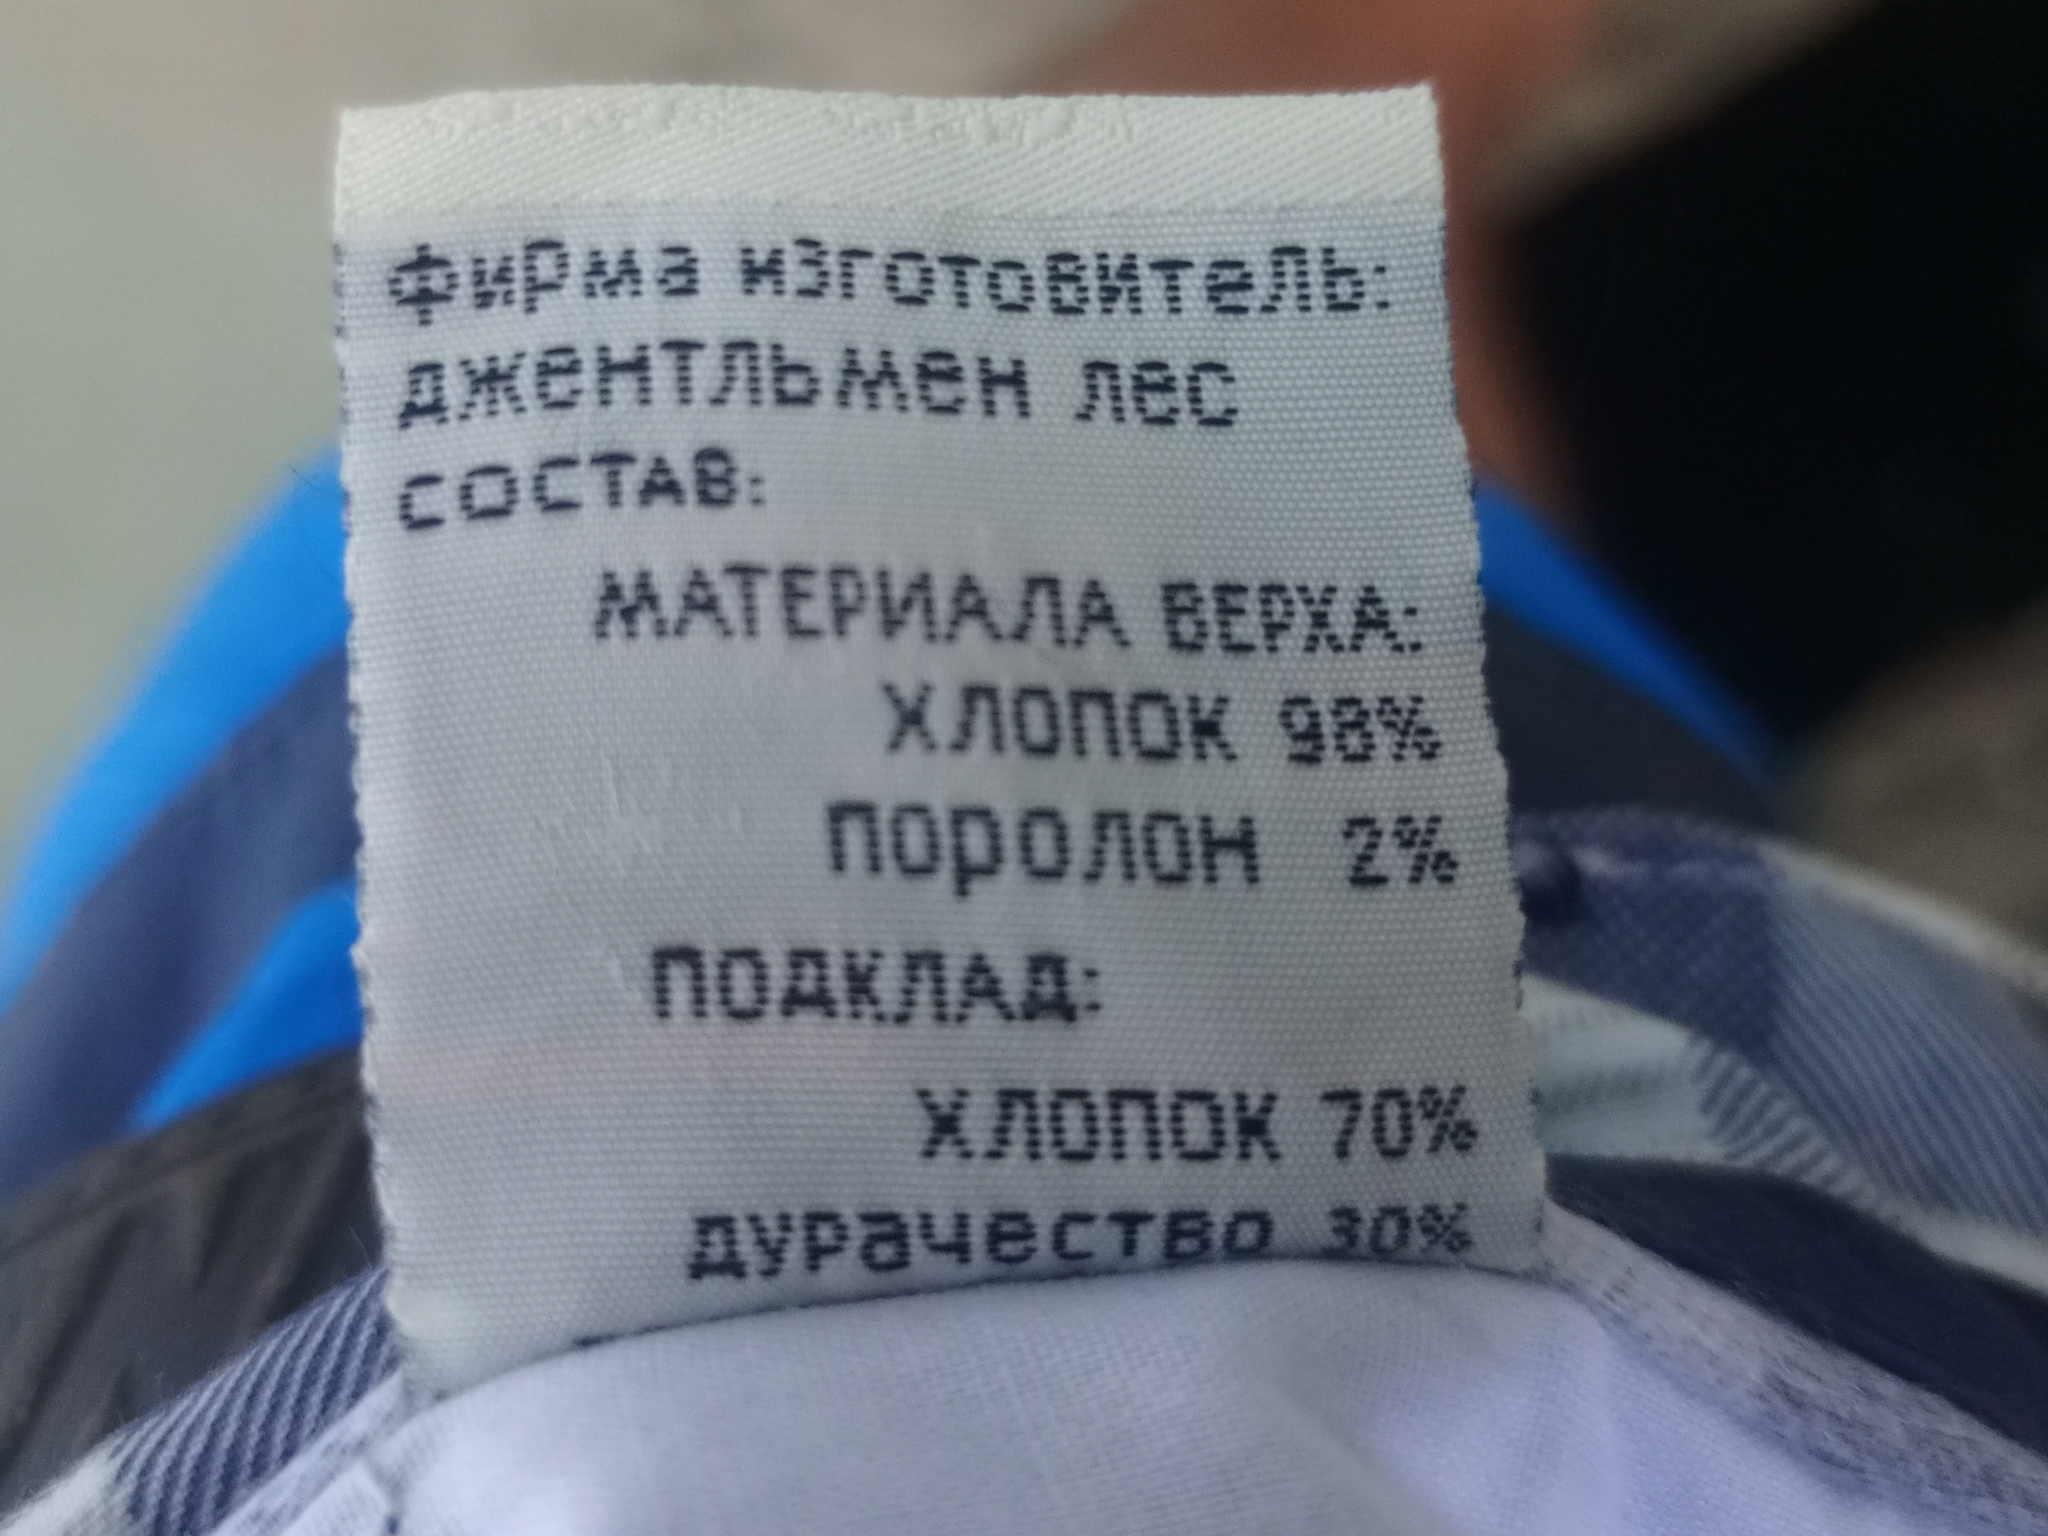 фирма изготовитель:
джентльмен лес
СОСТАВ:
МАТЕРИАЛА ВЕРХА:
ХЛОПОК 98%
поролон 2%
ПОДКЛАД:
ХЛОПОК 70%
дурачество 30%